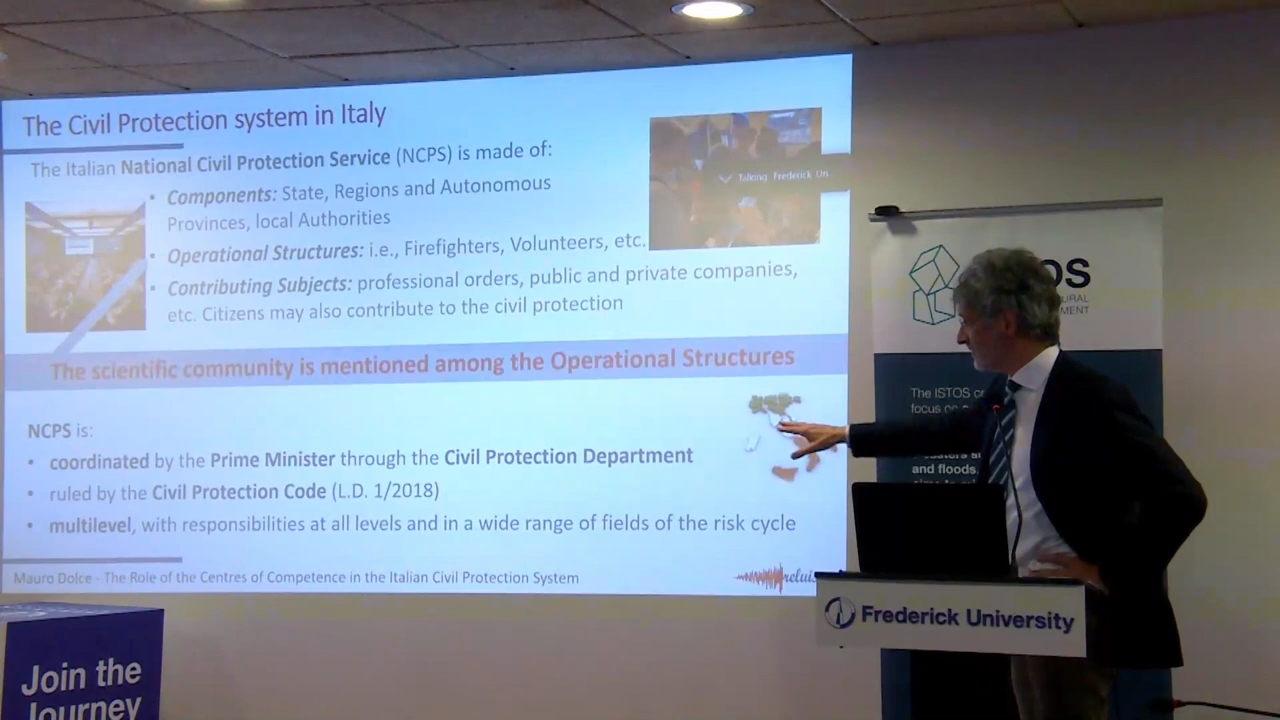 The Civil Protection system in Italy
The Italian National Civil Protection Service (NCPS) is made of:
• Components: State, Regions and Autonomous
Provinces, local Authorities
• Operational Structures: i.e., Firefighters, Volunteers, etc.
• Contributing Subjects: professional orders, public and private companies,
etc. Citizens may also contribute to the civil protection
Talking: Frederick Un
The scientific community is mentioned among the Operational Structures
NCPS is:
• coordinated by the Prime Minister through the Civil Protection Department
• ruled by the Civil Protection Code (L.D. 1/2018)
• multilevel, with responsibilities at all levels and in a wide range of fields of the risk cycle
Mauro Dolce - The Role of the Centres of Competence in the Italian Civil Protection System
reluis
OS
URAL
MENT
The ISTOS
focus on
and floods,
Frederick University
Join the
Journey